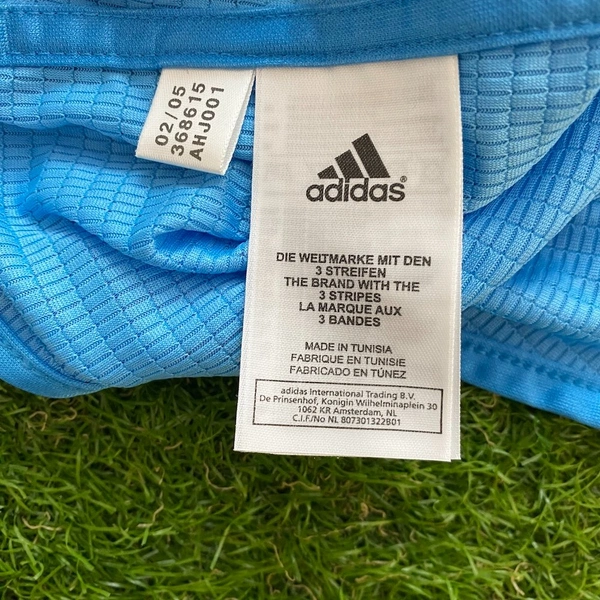 02/05
368615
AHJ001
adidas®
DIE WELTMARKE MIT DEN
3 STREIFEN
THE BRAND WITH THE
3 STRIPES
LA MARQUE AUX
3 BANDES
MADE IN TUNISIA
FABRIQUE EN TUNISIE
FABRICADO EN TÚNEZ
adidas International Trading B.V.
De Prinsenhof, Konigin Wilhelminaplein 30
1062 KR Amsterdam, NL
C.I.F./No NL 807301322B01